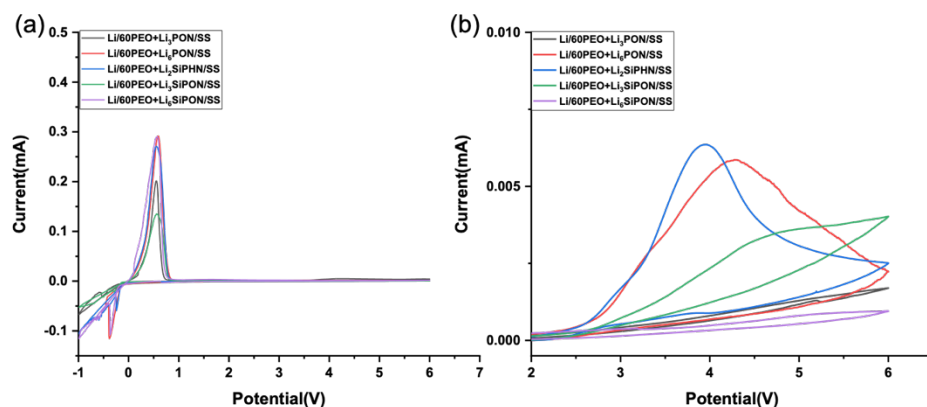 (a)
Current(mA)
0.5
0.4
0.3
0.2
0.1
0.0
-0.1
Li/60PEO+Li₃PON/SS
Li/60PEO+Li₆PON/SS
Li/60PEO+Li₂SiPHN/SS
Li/60PEO+Li₃SiPON/SS
Li/60PEO+Li₆SiPON/SS
-1 0 1 2 3 4 5 6 7
Potential(V)
(b)
Current(mA)
0.010
0.005
0.000
Li/60PEO+Li₃PON/SS
Li/60PEO+Li₆PON/SS
Li/60PEO+Li₂SiPHN/SS
Li/60PEO+Li₃SiPON/SS
Li/60PEO+Li₆SiPON/SS
2 3 4 5 6
Potential(V)